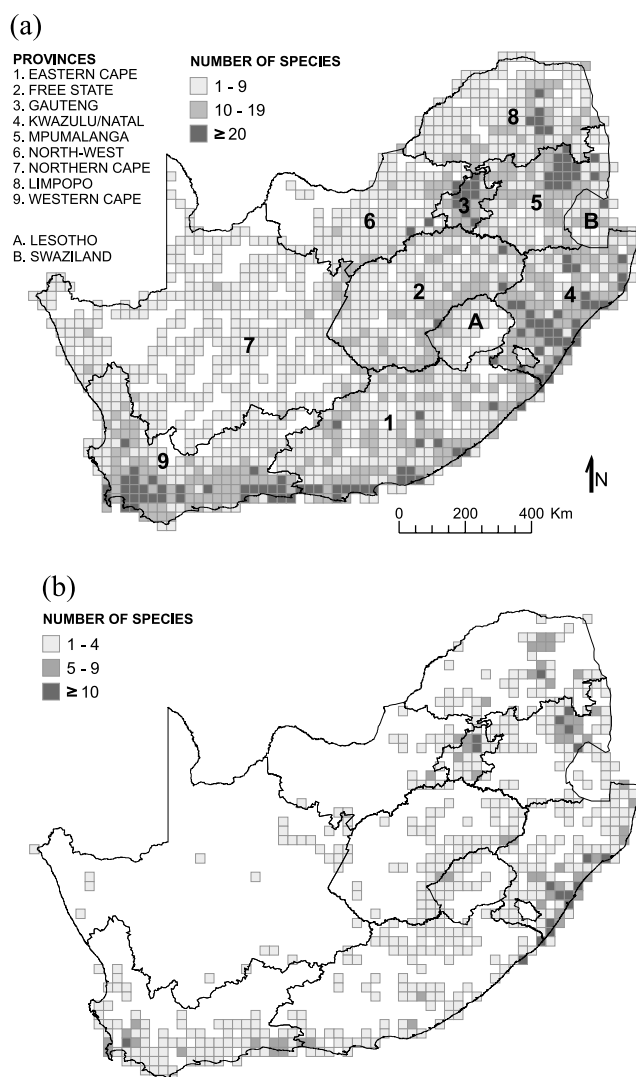 (a)
PROVINCES
1. EASTERN CAPE
2. FREE STATE
3. GAUTENG
4. KWAZULU/NATAL
5. MPUMALANGA
6. NORTH-WEST
7. NORTHERN CAPE
8. LIMPOPO
9. WESTERN CAPE
A. LESOTHO
B. SWAZILAND
NUMBER OF SPECIES
1 - 9
10 - 19
≥ 20
8
3
5
6
B
2
4
A
7
1
9
N
0 200 400 Km
(b)
NUMBER OF SPECIES
1 - 4
5 - 9
≥ 10